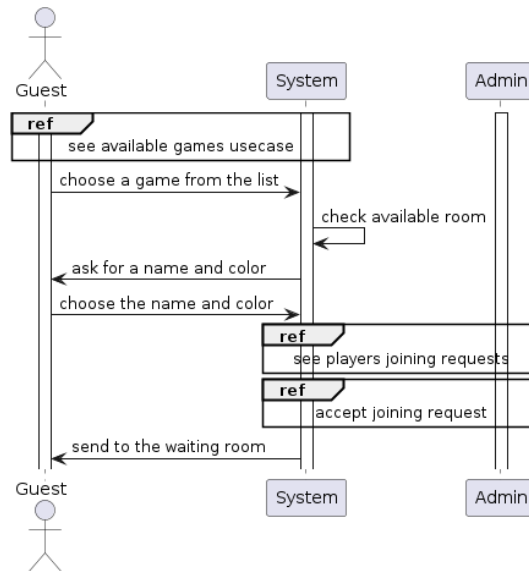 Guest
System
Admin
ref
see available games usecase
choose a game from the list
check available room
ask for a name and color
choose the name and color
ref
see players joining requests
ref
accept joining request
send to the waiting room
Guest
System
Admin